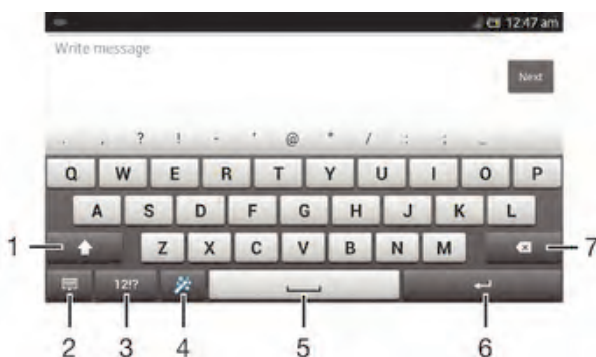 12:47 am
Write message
Next
. , ? ! - ' @ * / : ; _
Q W E R T Y U I O P
A S D F G H J K L
1 Z X C V B N M 7
12!?
2 3 4 5 6